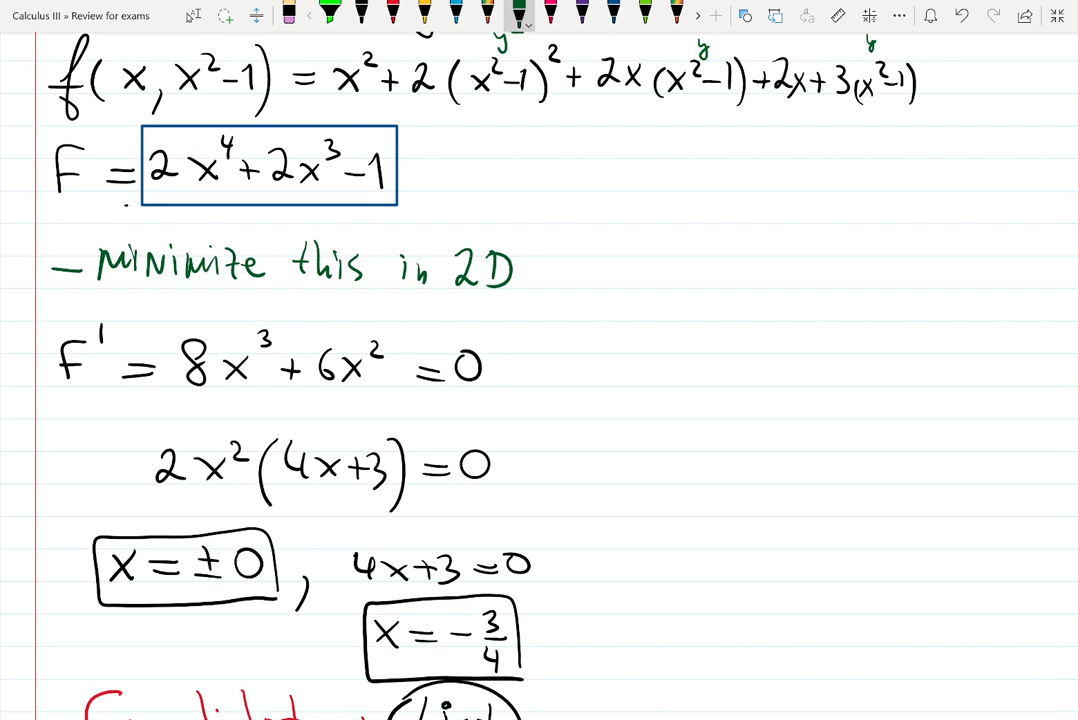 Calculus III » Review for exams
y y y
f(x, x²-1) = x² + 2(x²-1)² + 2x(x²-1) + 2x + 3(x²-1)
F = 2x⁴ + 2x³ - 1
- Minimize this in 2D
F' = 8x³ + 6x² = 0
2x²(4x+3) = 0
x = ± 0 , 4x+3 = 0
x = - 3/4